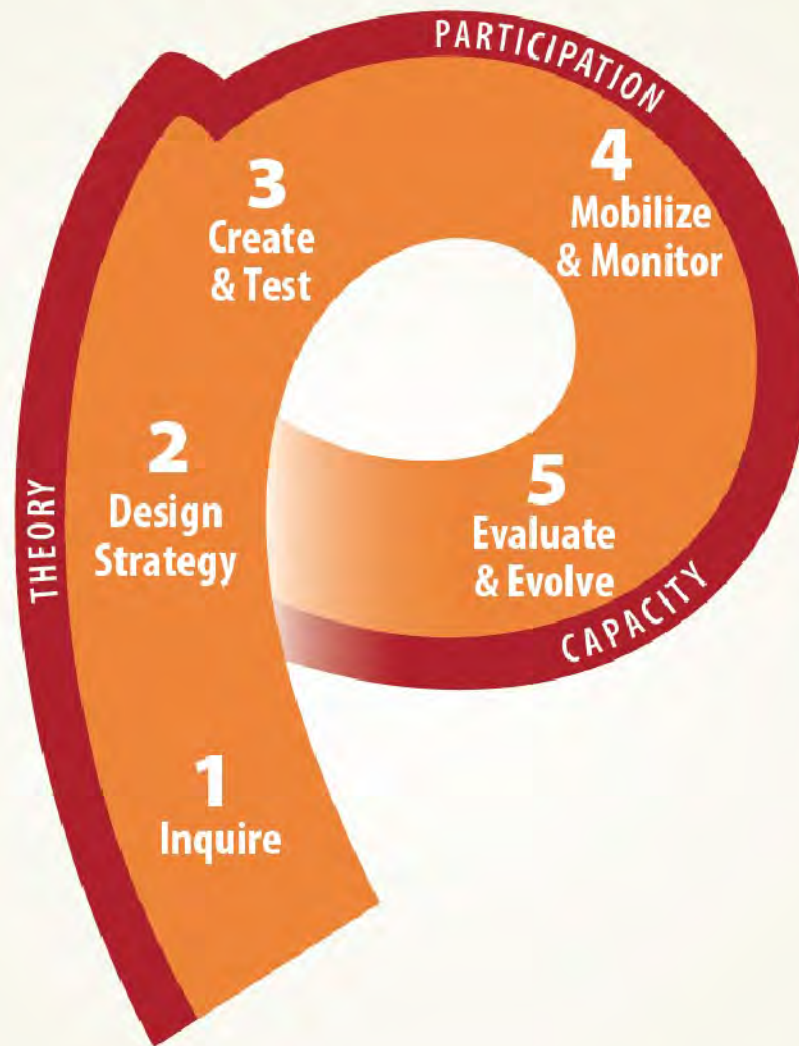 PARTICIPATION
4
Mobilize
& Monitor
3
Create
& Test
2
Design
Strategy
THEORY
5
Evaluate
& Evolve
CAPACITY
1
Inquire